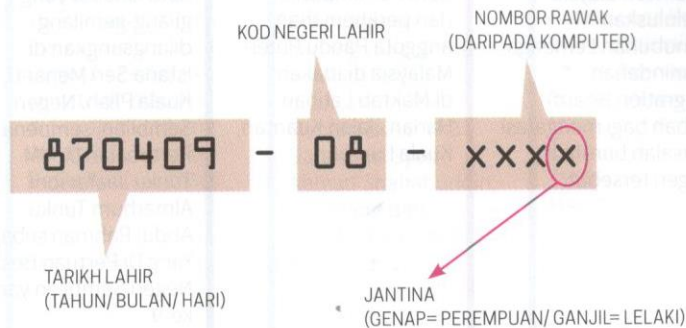 KOD NEGERI LAHIR
NOMBOR RAWAK
(DARIPADA KOMPUTER)
870409 - 08 - XXXX
TARIKH LAHIR
(TAHUN/ BULAN/ HARI)
JANTINA
(GENAP= PEREMPUAN/ GANJIL= LELAKI)